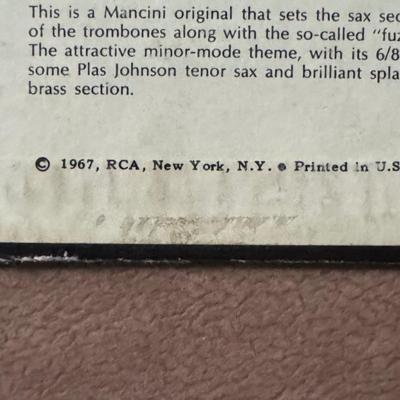 This is a Mancini original that sets the sax sec
of the trombones along with the so-called "fuz
The attractive minor-mode theme, with its 6/8
some Plas Johnson tenor sax and brilliant spla
brass section.
© 1967, RCA, New York, N.Y. ● Printed in U.S